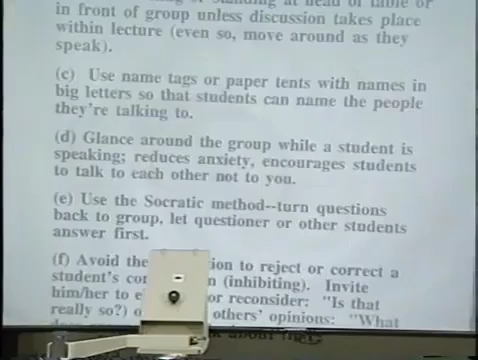 in front of group unless discussion takes place
within lecture (even so, move around as they
speak).
(c) Use name tags or paper tents with names in
big letters so that students can name the people
they're talking to.
(d) Glance around the group while a student is
speaking; reduces anxiety, encourages students
to talk to each other not to you.
(e) Use the Socratic method--turn questions
back to group, let questioner or other students
answer first.
(f) Avoid the ion to reject or correct a
student's con n (inhibiting). Invite
him/her to e or reconsider: "Is that
really so?) o others' opinions: "What